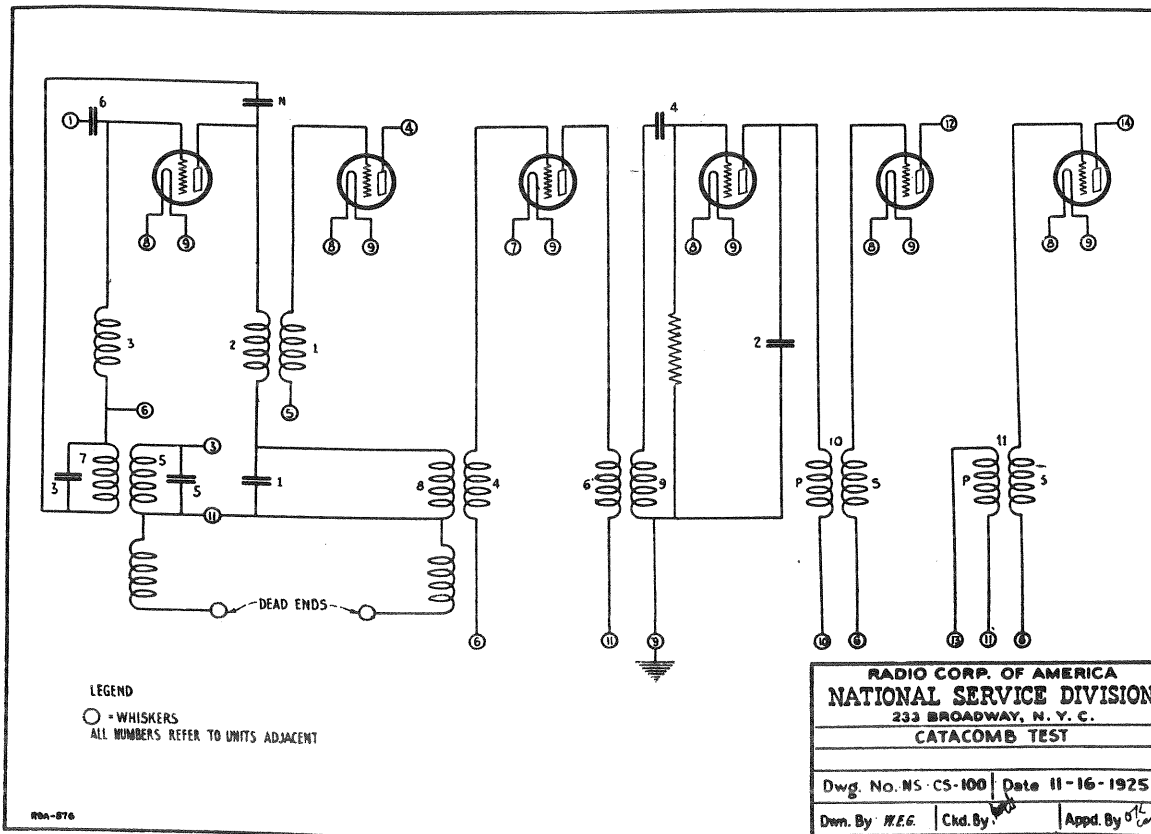 6
N
4
1
4
12
14
8 9
8 9
7 9
8 9
8 9
8 9
3
2
1
2
6
5
7
5
3
3
5
1
11
8
4
6
9
10
P S
11
P S
DEAD ENDS
6
11
9
10
6
13
11
8
LEGEND
= WHISKERS
ALL NUMBERS REFER TO UNITS ADJACENT
RADIO CORP. OF AMERICA
NATIONAL SERVICE DIVISION
233 BROADWAY, N. Y. C.
CATACOMB TEST
Dwg. No. NS-CS-100 Date 11-16-1925
Dwn. By W.E.G. Ckd. By Appd. By
RSA-576